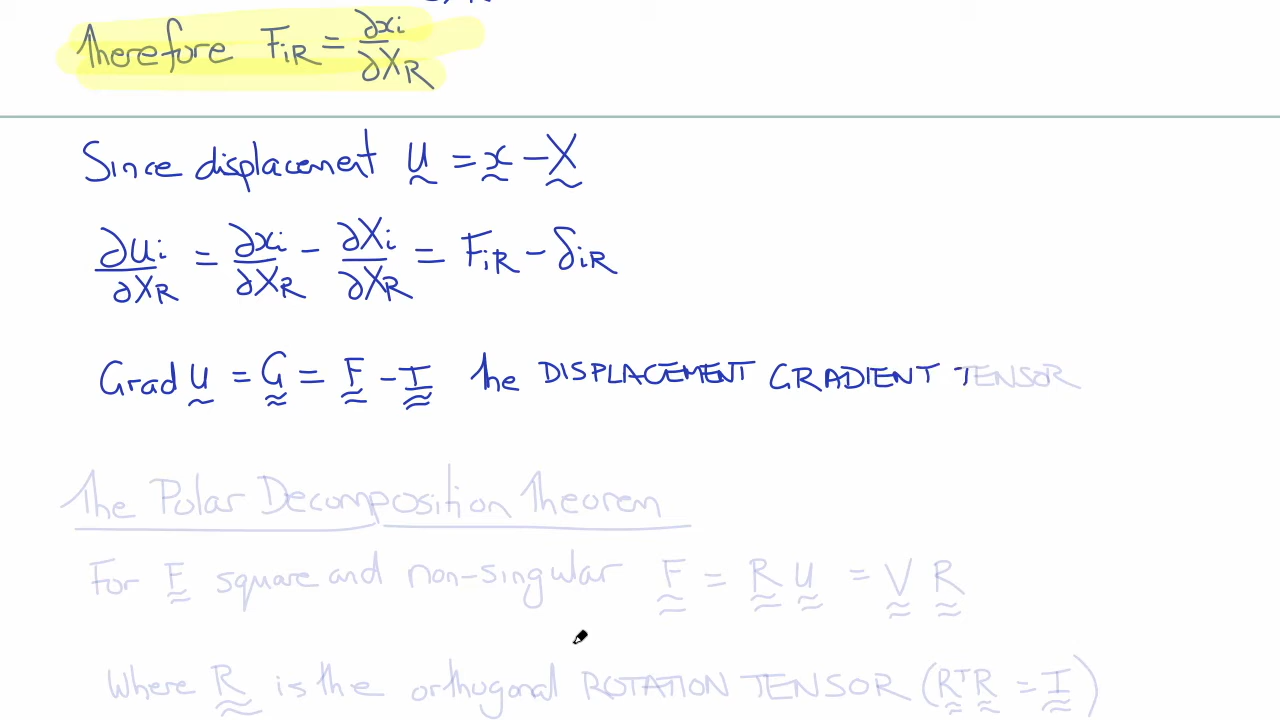 Therefore F_iR = ∂x_i/∂X_R
Since displacement u = x − X
∂u_i/∂X_R = ∂x_i/∂X_R − ∂X_i/∂X_R = F_iR − δ_iR
Grad u = G = F − I the DISPLACEMENT GRADIENT TENSOR
The Polar Decomposition Theorem
For F square and non-singular F = R U = V R
Where R is the orthogonal ROTATION TENSOR (RᵀR = I)